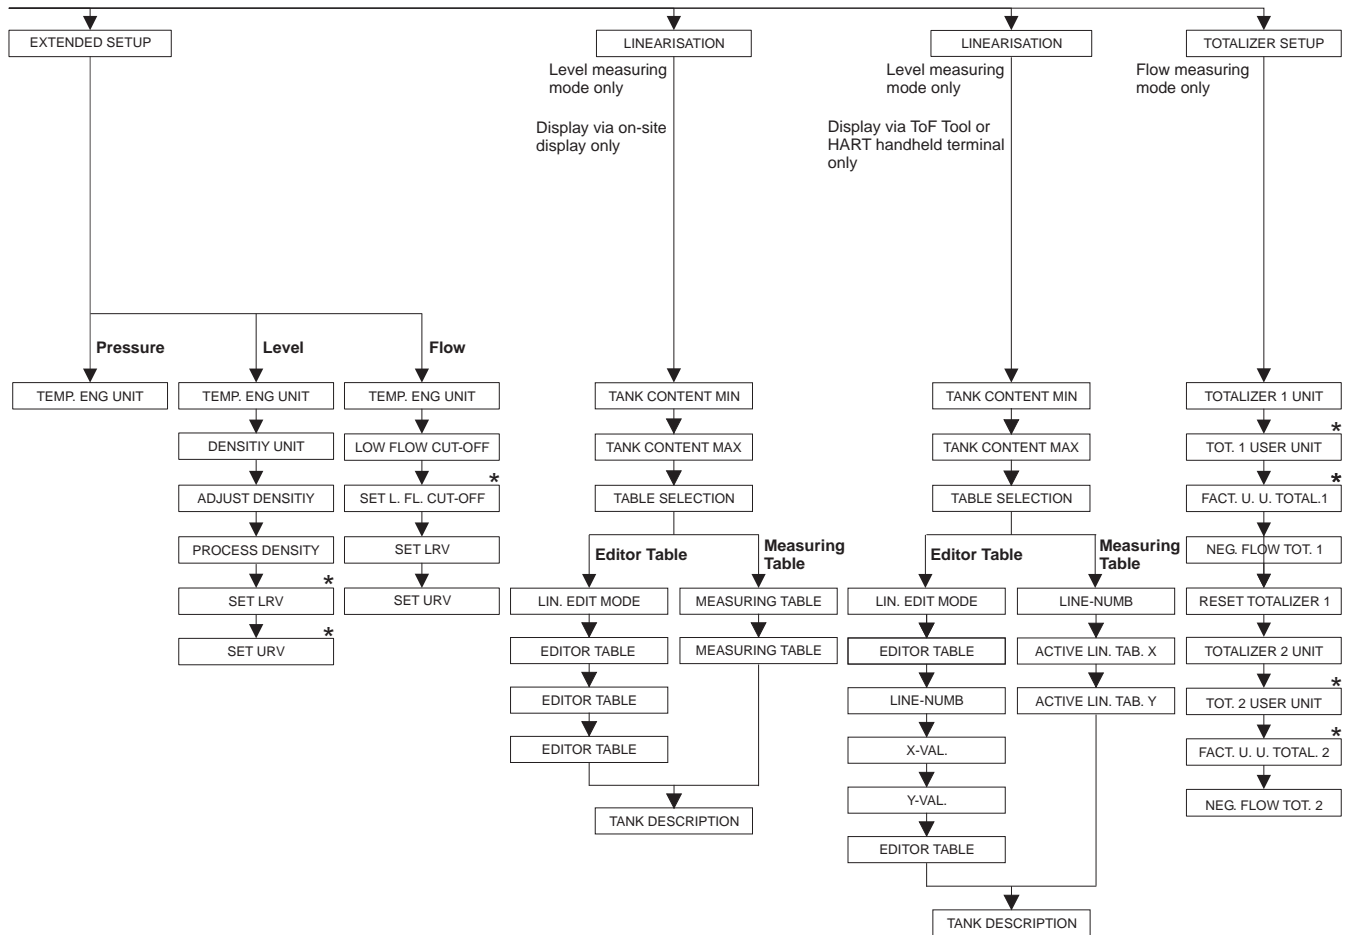 EXTENDED SETUP
Pressure
TEMP. ENG UNIT
Level
TEMP. ENG UNIT
DENSITIY UNIT
ADJUST DENSITIY
PROCESS DENSITY
*
SET LRV
*
SET URV
Flow
TEMP. ENG UNIT
LOW FLOW CUT-OFF
*
SET L. FL. CUT-OFF
SET LRV
SET URV
LINEARISATION
Level measuring
mode only
Display via on-site
display only
TANK CONTENT MIN
TANK CONTENT MAX
TABLE SELECTION
Editor Table
LIN. EDIT MODE
EDITOR TABLE
EDITOR TABLE
EDITOR TABLE
Measuring
Table
MEASURING TABLE
MEASURING TABLE
TANK DESCRIPTION
LINEARISATION
Level measuring
mode only
Display via ToF Tool or
HART handheld terminal
only
TANK CONTENT MIN
TANK CONTENT MAX
TABLE SELECTION
Editor Table
LIN. EDIT MODE
EDITOR TABLE
LINE-NUMB
X-VAL.
Y-VAL.
EDITOR TABLE
Measuring
Table
LINE-NUMB
ACTIVE LIN. TAB. X
ACTIVE LIN. TAB. Y
TANK DESCRIPTION
TOTALIZER SETUP
Flow measuring
mode only
TOTALIZER 1 UNIT
*
TOT. 1 USER UNIT
*
FACT. U. U. TOTAL.1
NEG. FLOW TOT. 1
RESET TOTALIZER 1
TOTALIZER 2 UNIT
*
TOT. 2 USER UNIT
*
FACT. U. U. TOTAL. 2
NEG. FLOW TOT. 2